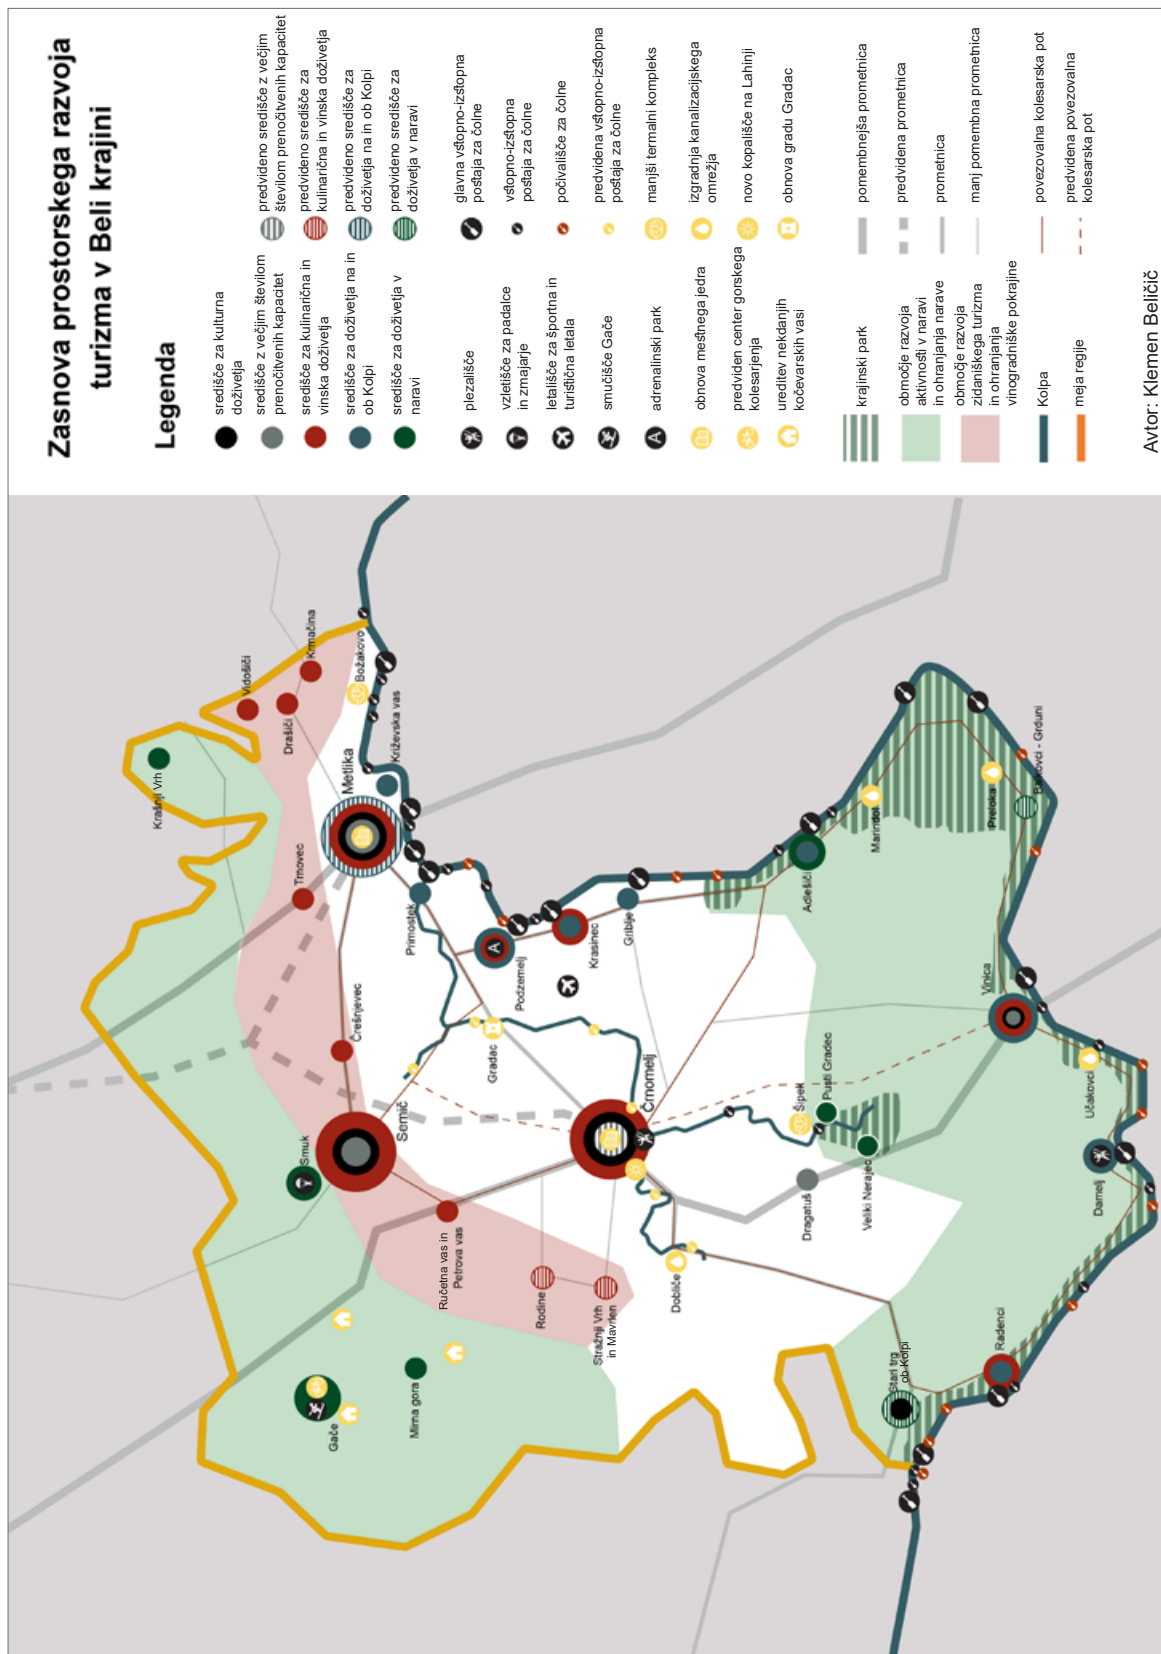 Zasnova prostorskega razvoja
turizma v Beli krajini
Legenda
središče za kulturna
doživetja
središče z večjim številom
prenočitvenih kapacitet
središče za kulinarična in
vinska doživetja
središče za doživetja na in
ob Kolpi
središče za doživetja v
naravi
predvideno središče z večjim
številom prenočitvenih kapacitet
predvideno središče za
kulinarična in vinska doživetja
predvideno središče za
doživetja na in ob Kolpi
predvideno središče za
doživetja v naravi
plezališče
vzletišče za padalce
in zmajarje
letališče za športna in
turistična letala
smučišče Gače
adrenalinski park
obnova mestnega jedra
predviden center gorskega
kolesarjenja
ureditev nekdanjih
kočevarskih vasi
glavna vstopno-izstopna
postaja za čolne
vstopno-izstopna
postaja za čolne
počivališče za čolne
predvidena vstopno-izstopna
postaja za čolne
manjši termalni kompleks
izgradnja kanalizacijskega
omrežja
novo kopališče na Lahinji
obnova gradu Gradac
krajinski park
območje razvoja
aktivnosti v naravi
in ohranjanja narave
območje razvoja
zidaniškega turizma
in ohranjanja
vinogradniške pokrajine
Kolpa
meja regije
pomembnejša prometnica
predvidena prometnica
prometnica
manj pomembna prometnica
povezovalna kolesarska pot
predvidena povezovalna
kolesarska pot
Avtor: Klemen Beličič
Krašnji Vrh
Vidošiči
Drašiči
Krmačina
Božakovo
Metlika
Križevska vas
Trnovec
Primostek
Črešnjevec
Podzemelj
A
Krasinec
Griblje
Gradac
Semič
Smuk
Črnomelj
Ručetna vas in
Petrova vas
Rodine
Stražnji Vrh
in Mavrlen
Gače
Mirna gora
Dobliče
Dragatuš
Šipek
Pusti Gradec
Veliki Nerajec
Adlešiči
Marindol
Preloka
Balkovci - Grduni
Vinica
Učakovci
Damelj
Radenci
Stari trg
ob Kolpi